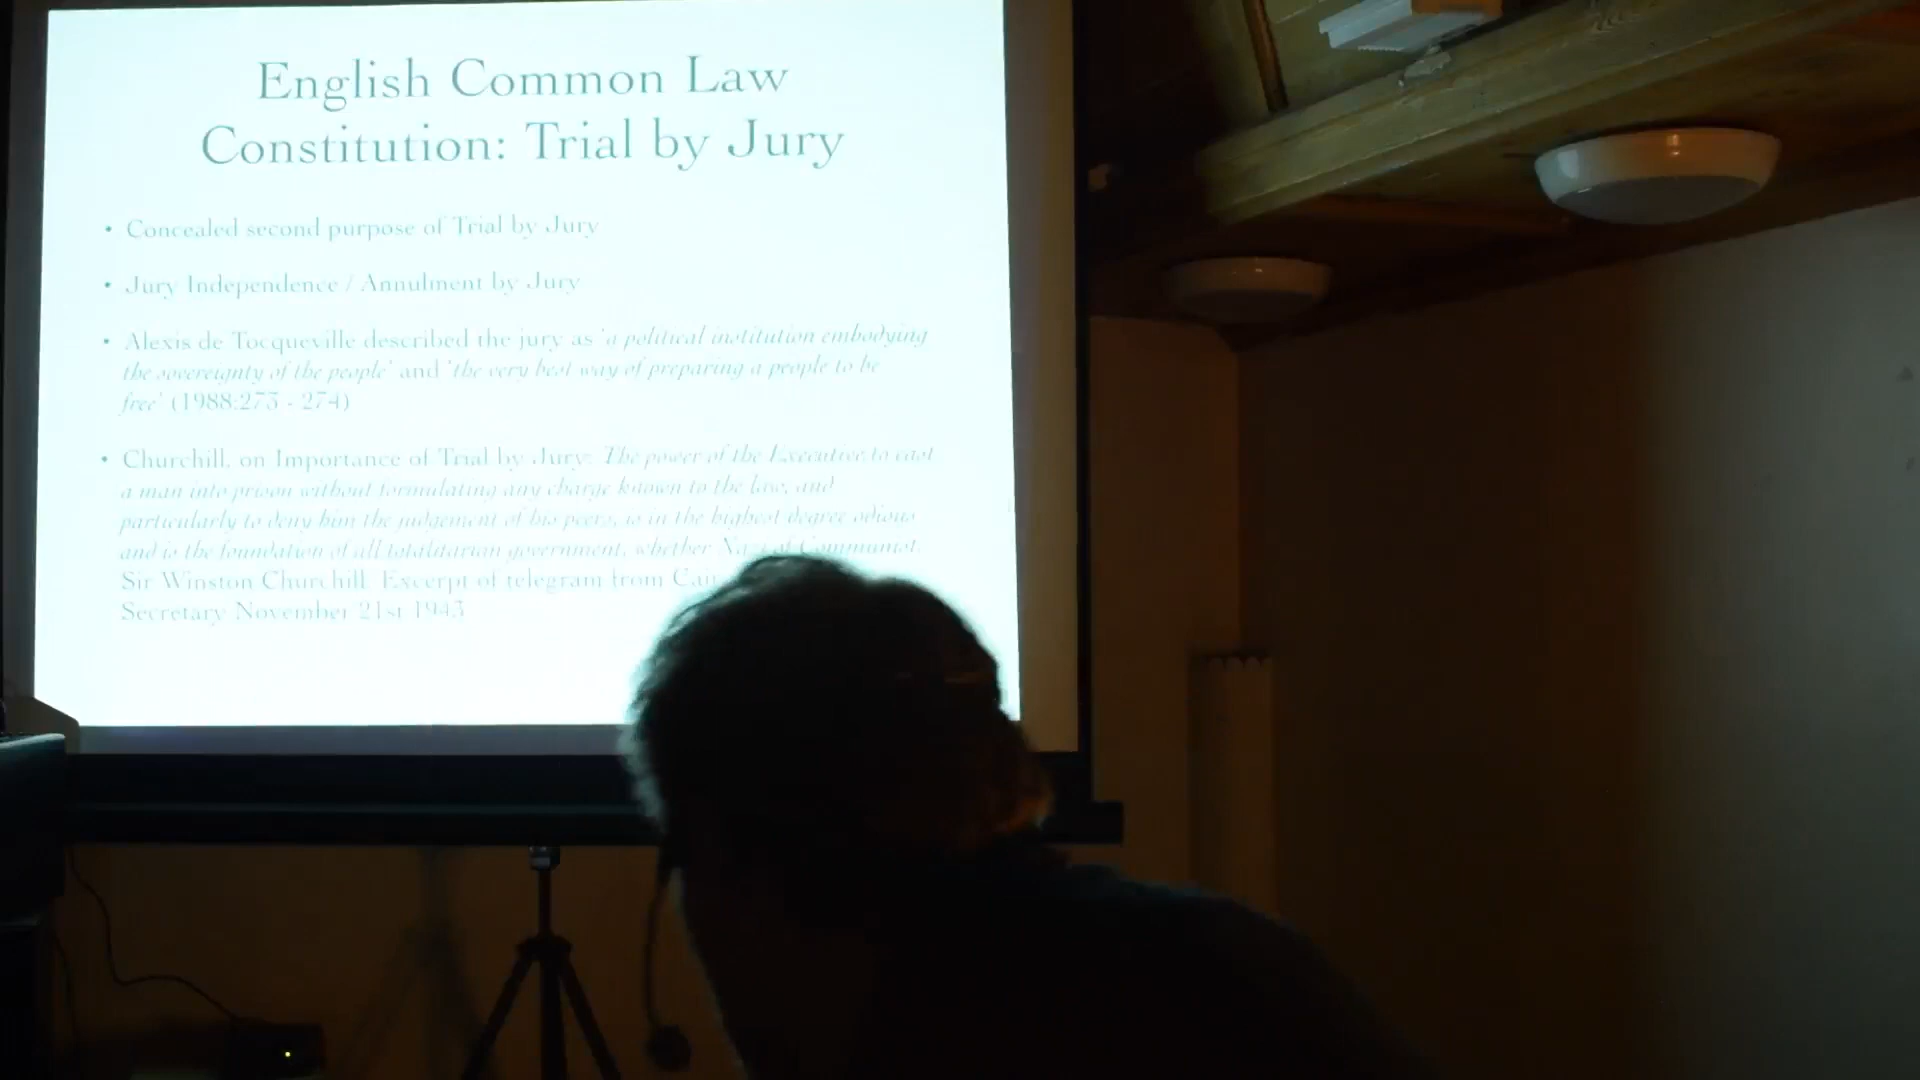 English Common Law
Constitution: Trial by Jury
• Concealed second purpose of Trial by Jury
• Jury Independence / Annulment by Jury
• Alexis de Tocqueville described the jury as 'a political institution embodying
the sovereignty of the people' and 'the very best way of preparing a people to be
free' (1988:273 - 274)
• Churchill, on Importance of Trial by Jury: The power of the Executive to cast
a man into prison without formulating any charge known to the law, and
particularly to deny him the judgement of his peers, is in the highest degree odious
and is the foundation of all totalitarian government, whether Nazi of Communist.
Sir Winston Churchill. Excerpt of telegram from
Secretary November 21st 1943